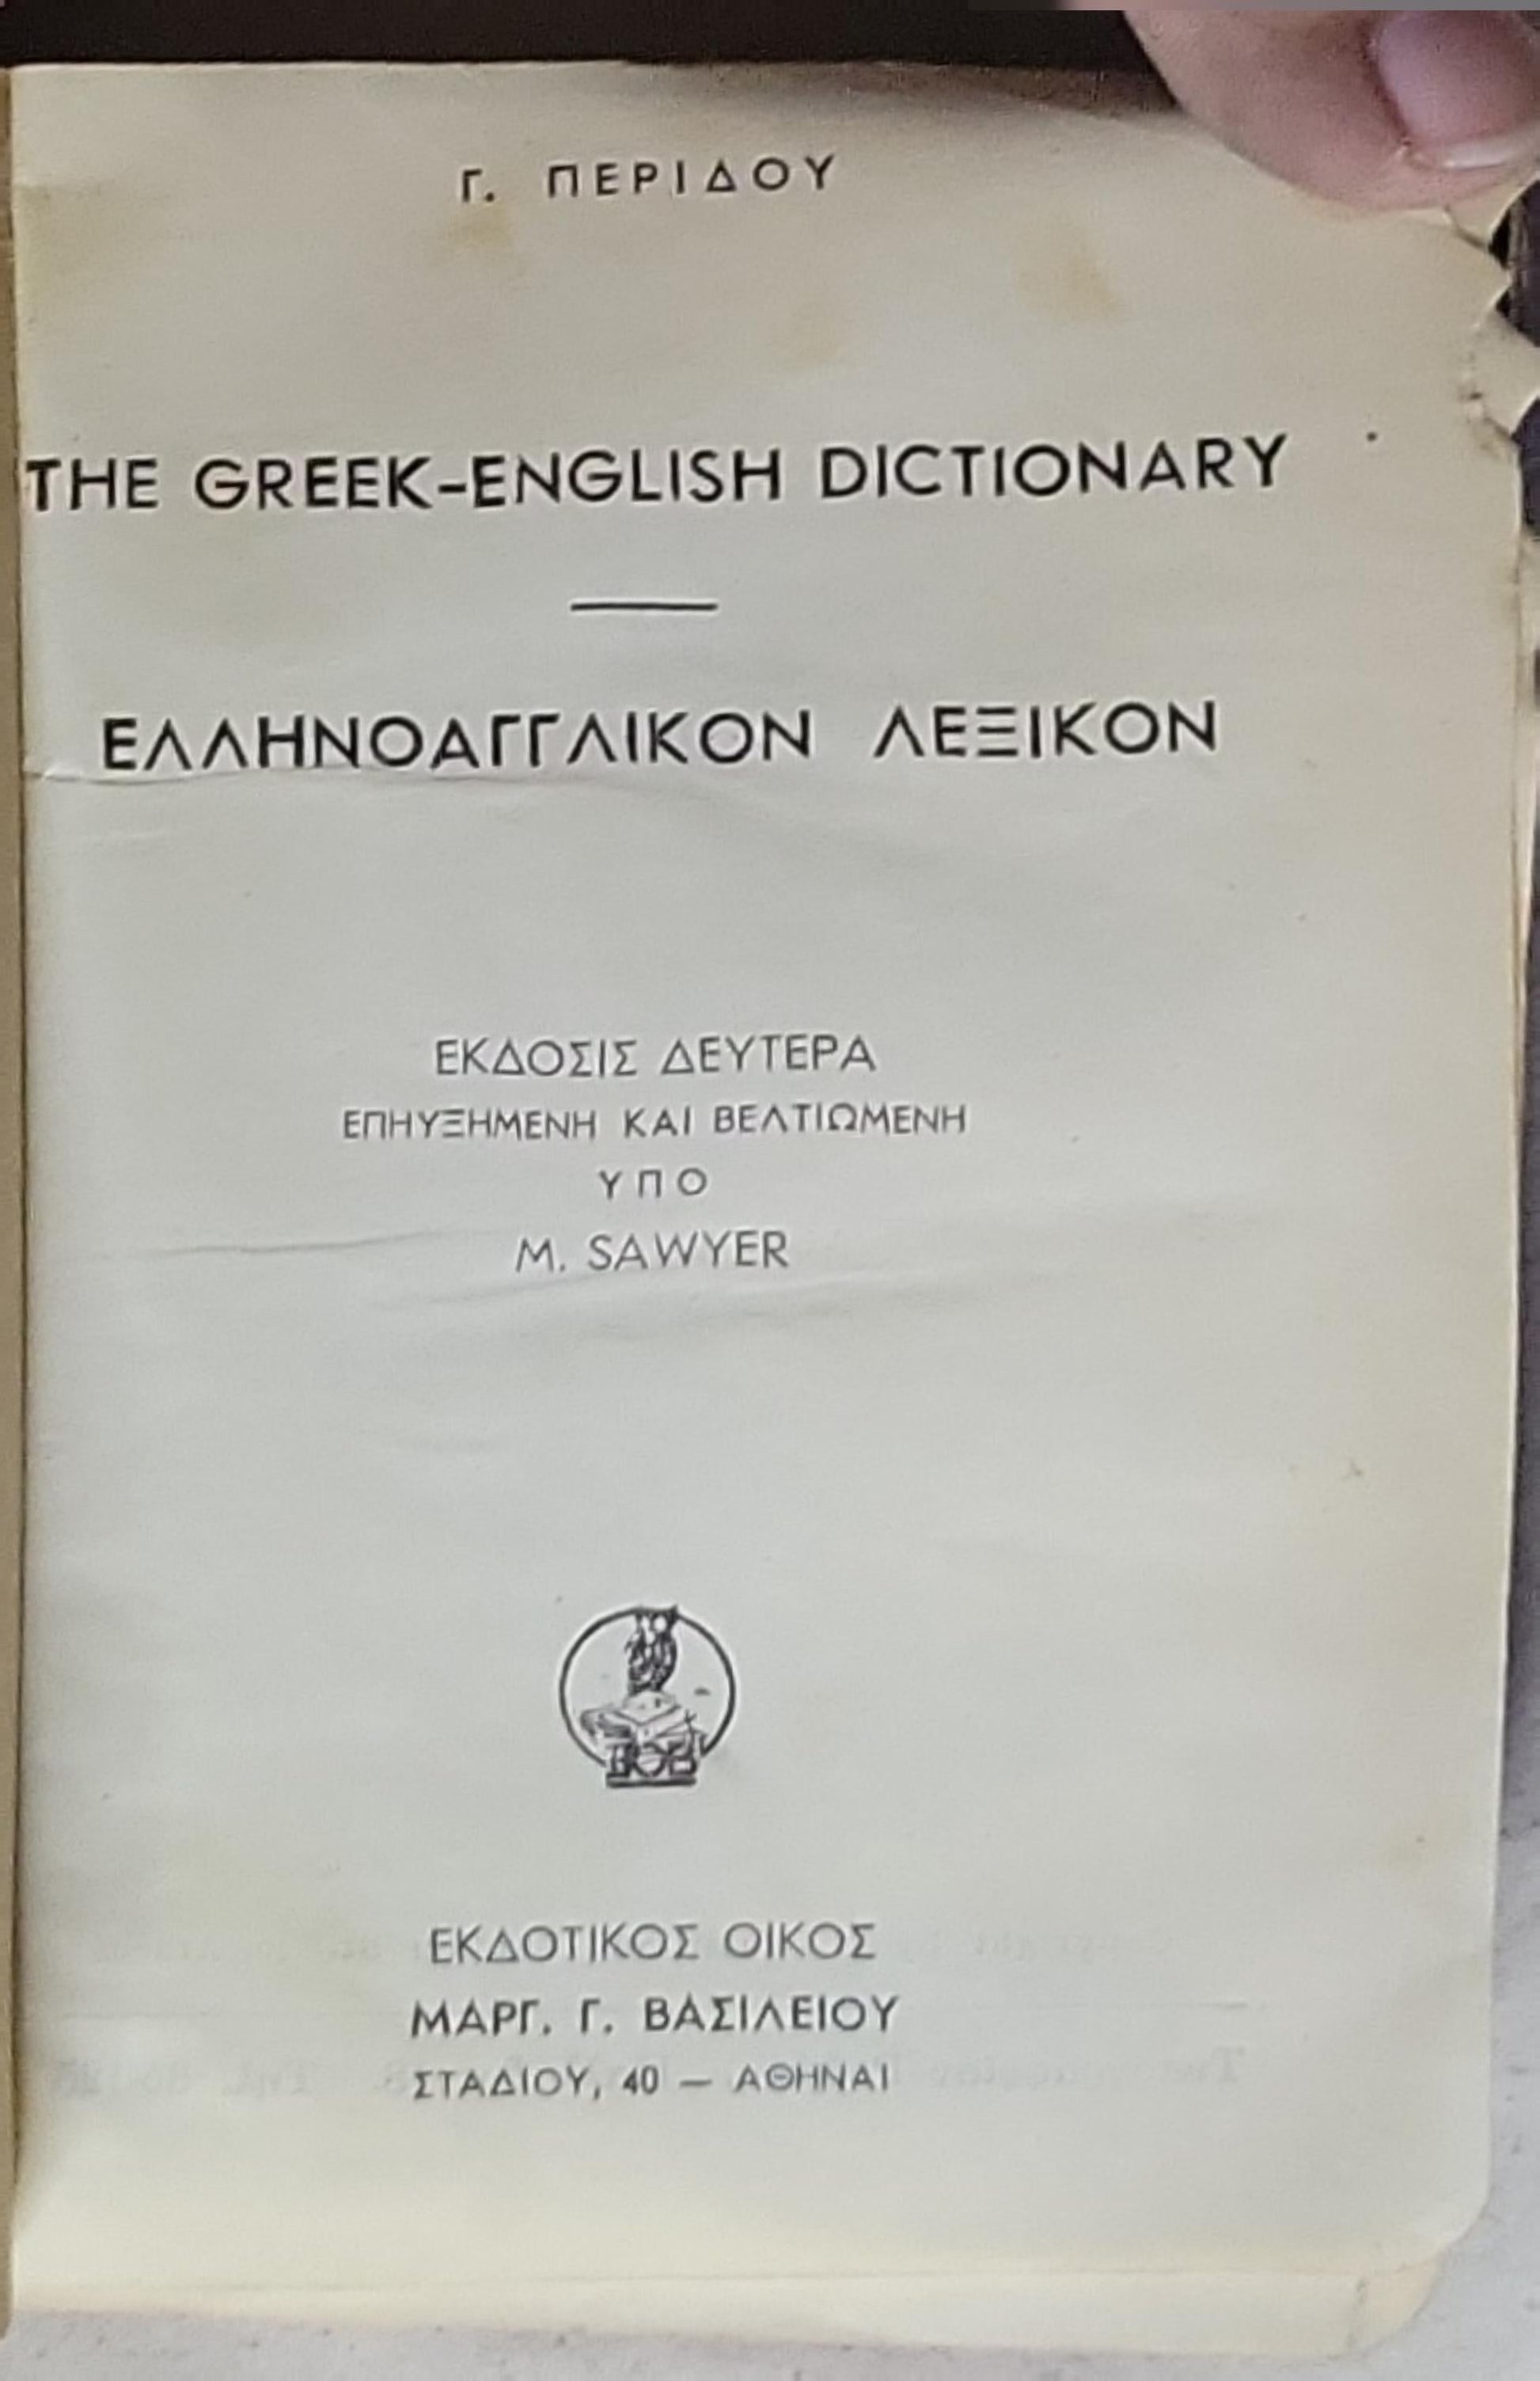 Γ. ΠΕΡΙΔΟΥ
THE GREEK-ENGLISH DICTIONARY
ΕΛΛΗΝΟΑΓΓΛΙΚΟΝ ΛΕΞΙΚΟΝ
ΕΚΔΟΣΙΣ ΔΕΥΤΕΡΑ
ΕΠΗΥΞΗΜΕΝΗ ΚΑΙ ΒΕΛΤΙΩΜΕΝΗ
ΥΠΟ
M. SAWYER
ΕΚΔΟΤΙΚΟΣ ΟΙΚΟΣ
ΜΑΡΓ. Γ. ΒΑΣΙΛΕΙΟΥ
ΣΤΑΔΙΟΥ, 40 — ΑΘΗΝΑΙ